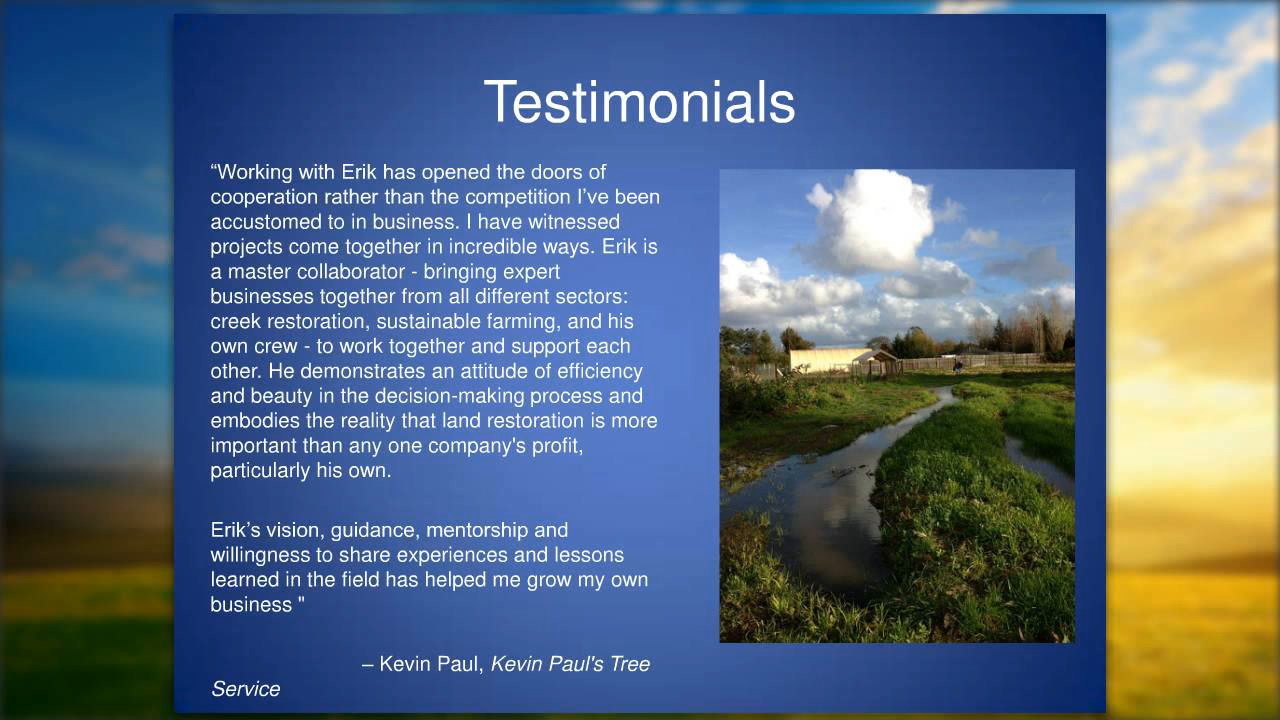 Testimonials
“Working with Erik has opened the doors of
cooperation rather than the competition I’ve been
accustomed to in business. I have witnessed
projects come together in incredible ways. Erik is
a master collaborator - bringing expert
businesses together from all different sectors:
creek restoration, sustainable farming, and his
own crew - to work together and support each
other. He demonstrates an attitude of efficiency
and beauty in the decision-making process and
embodies the reality that land restoration is more
important than any one company's profit,
particularly his own.
Erik’s vision, guidance, mentorship and
willingness to share experiences and lessons
learned in the field has helped me grow my own
business "
– Kevin Paul, Kevin Paul's Tree
Service